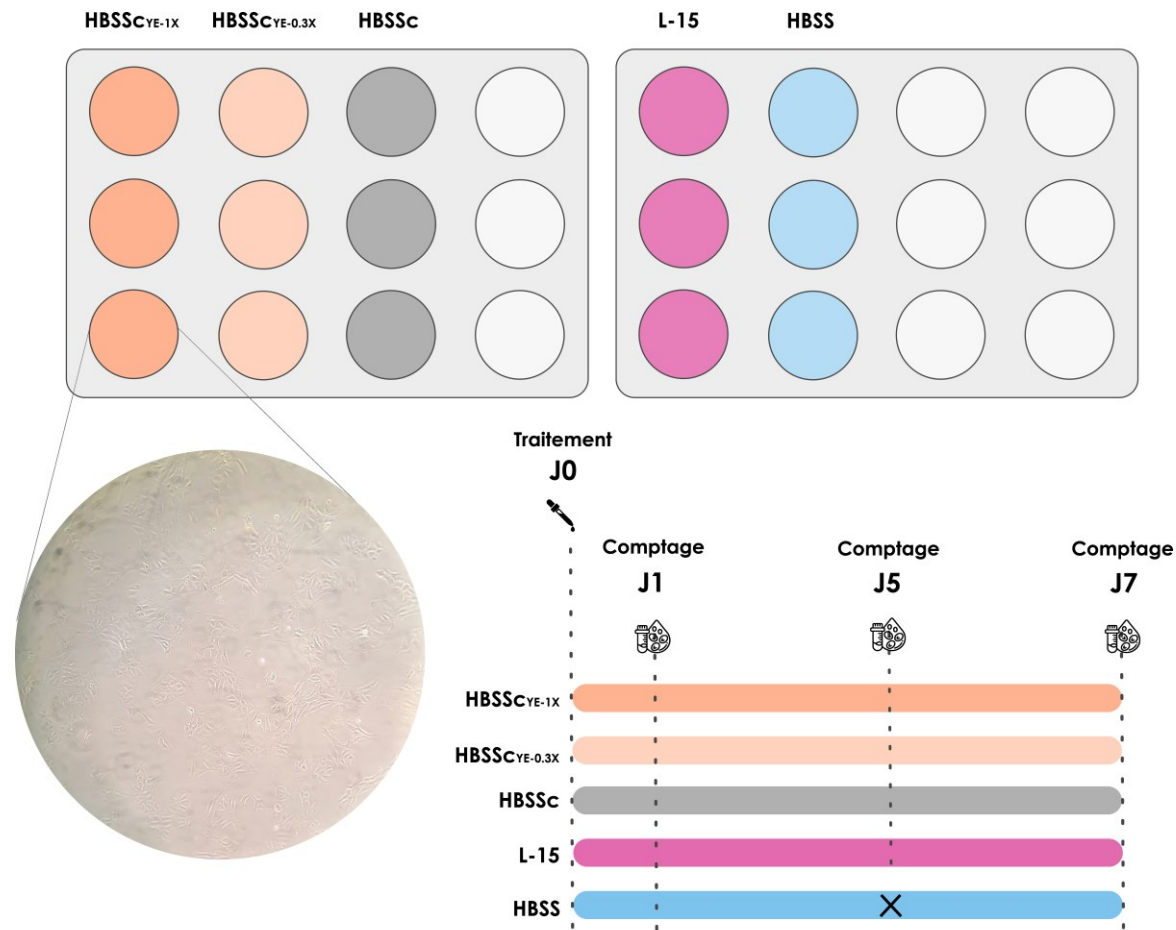 HBSScYE-1X HBSScYE-0.3X HBSSc L-15 HBSS
Traitement
J0
Comptage Comptage Comptage
J1 J5 J7
HBSScYE-1X
HBSScYE-0.3X
HBSSc
L-15
HBSS